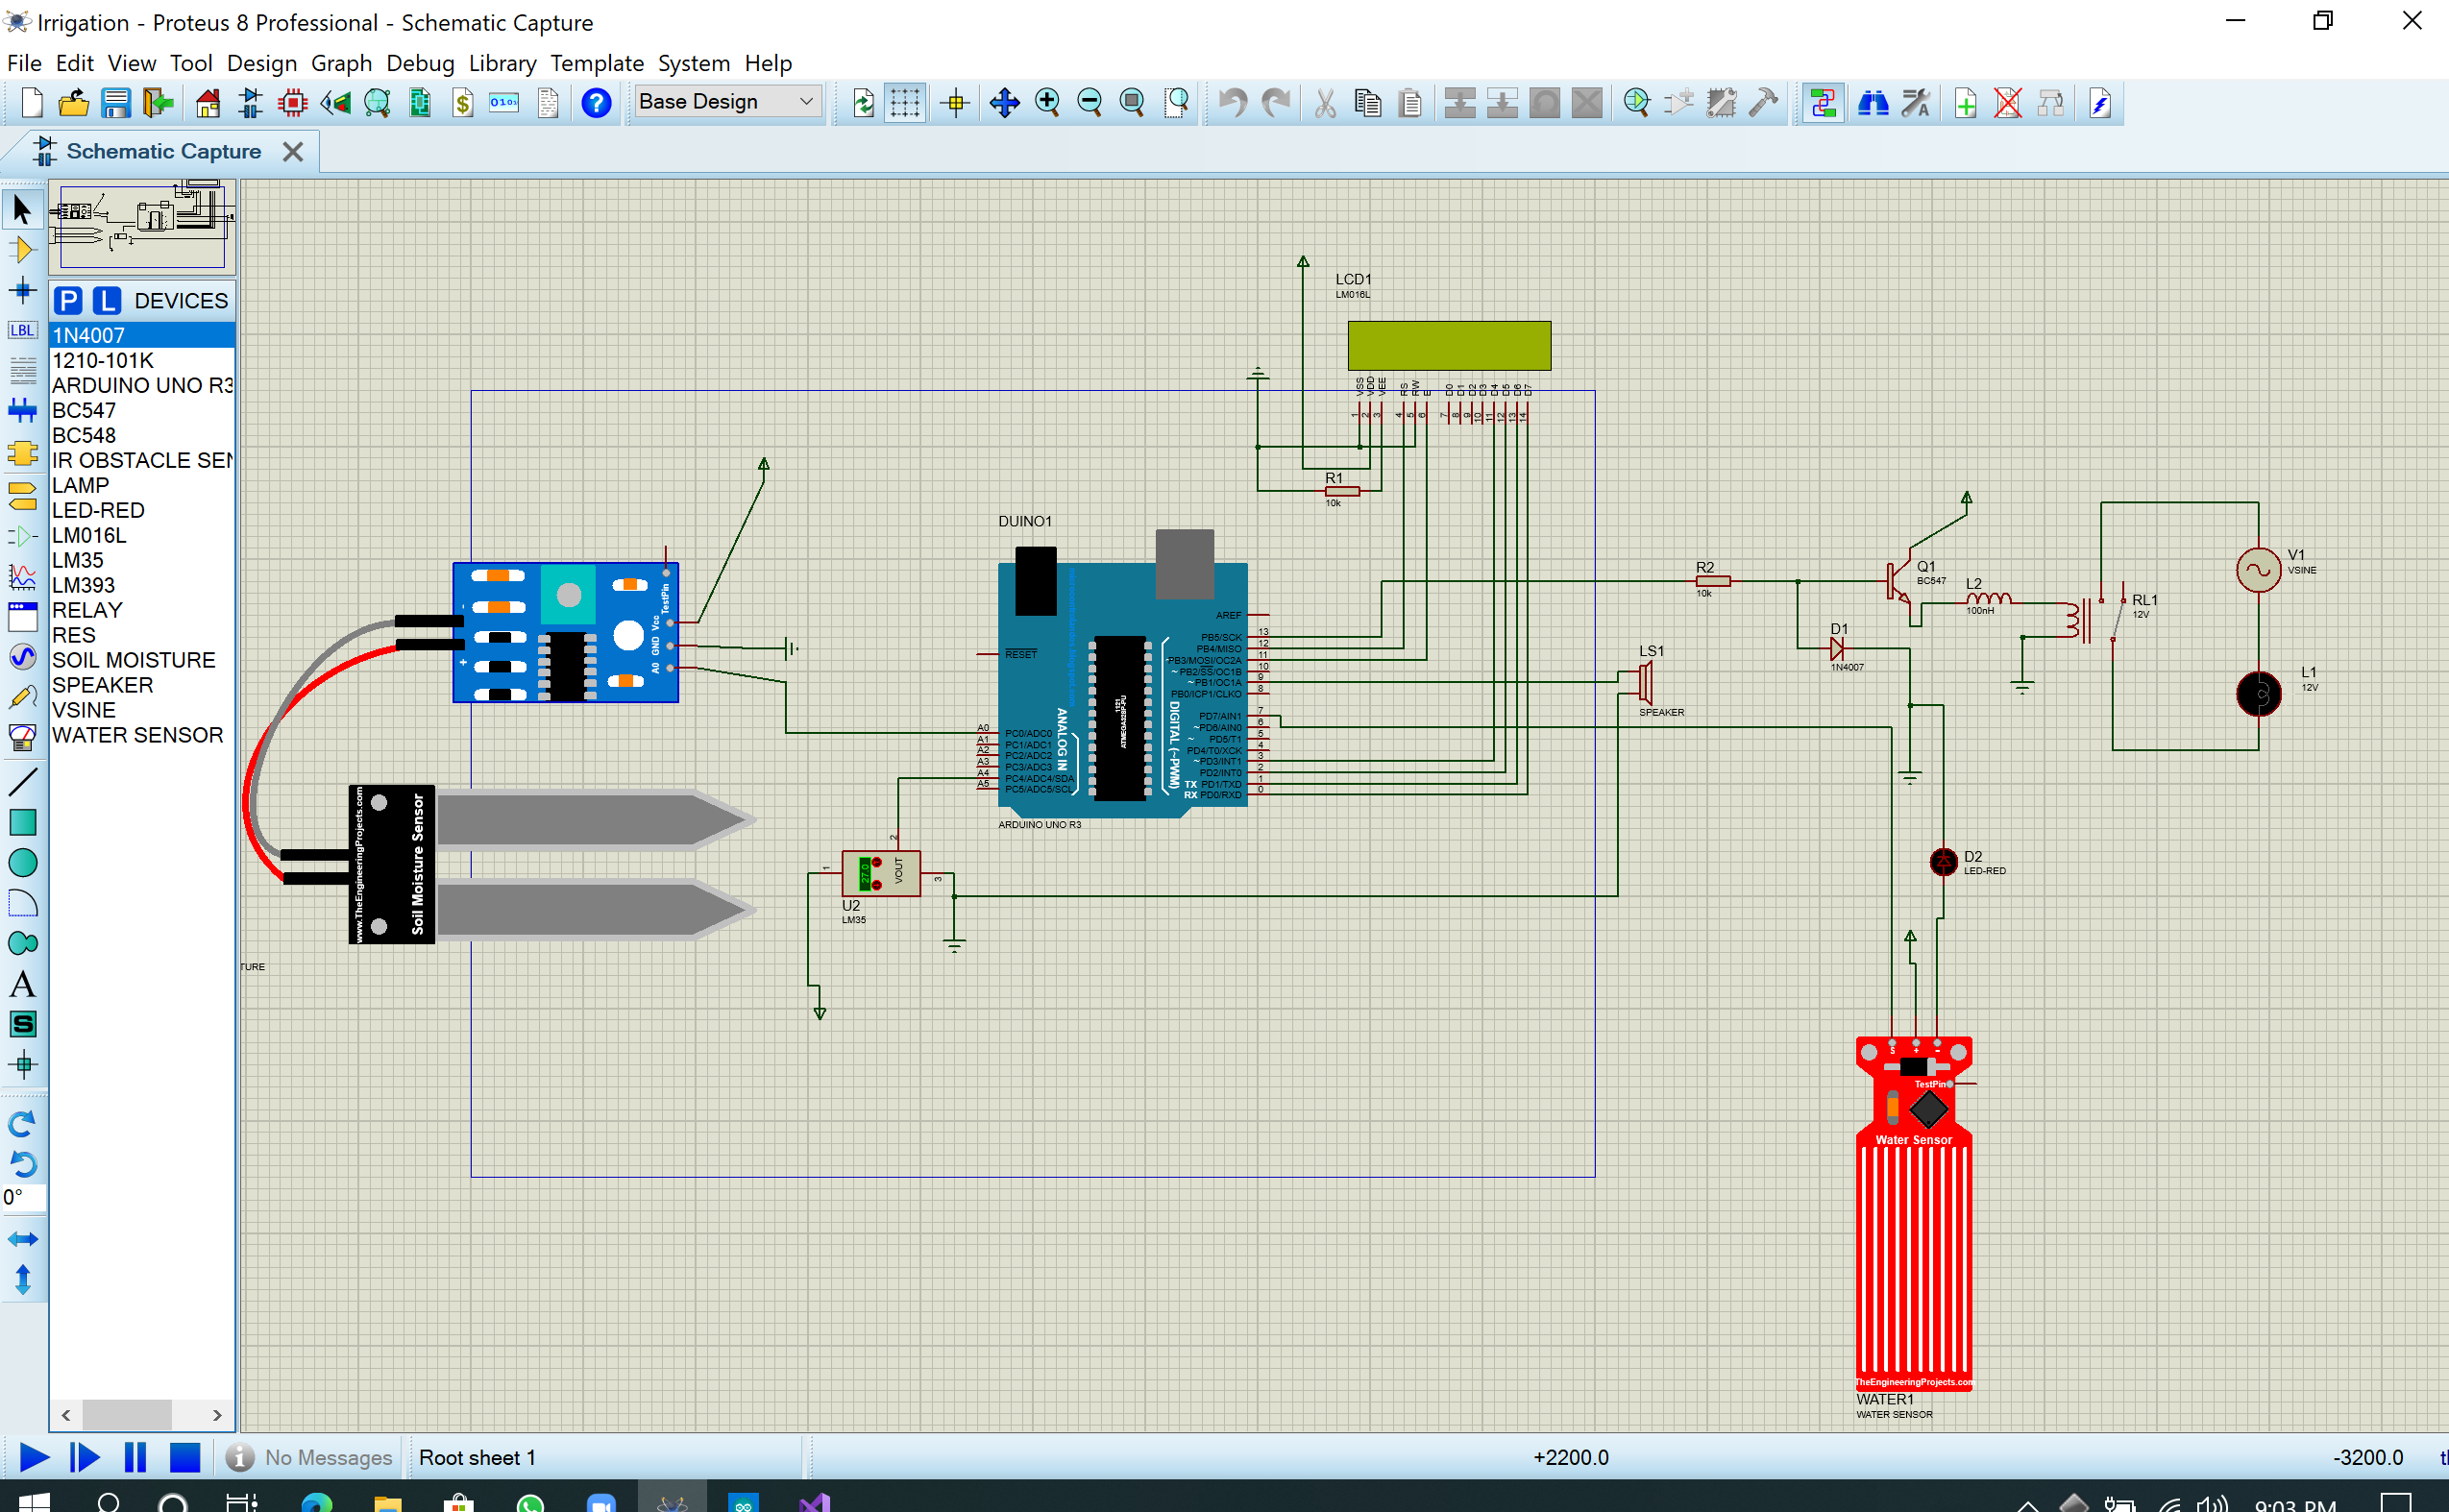 Irrigation - Proteus 8 Professional - Schematic Capture
File Edit View Tool Design Graph Debug Library Template System Help
Base Design
Schematic Capture
P L DEVICES
LBL
1N4007
1210-101K
ARDUINO UNO R3
BC547
BC548
IR OBSTACLE SEN
LAMP
LED-RED
LM016L
LM35
LM393
RELAY
RES
SOIL MOISTURE
SPEAKER
VSINE
WATER SENSOR
0°
LCD1
LM016L
VSS VDD VEE RS RW E D0 D1 D2 D3 D4 D5 D6 D7
1 2 3 4 5 6 7 8 9 10 11 12 13 14
R1
10k
DUINO1
ARDUINO UNO R3
AREF
RESET
PB5/SCK 13
PB4/MISO 12
~PB3/MOSI/OC2A 11
~PB2/SS/OC1B 10
~PB1/OC1A 9
PB0/ICP1/CLKO 8
PD7/AIN1 7
~PD6/AIN0 6
~PD5/T1 5
PD4/T0/XCK 4
~PD3/INT1 3
PD2/INT0 2
TX PD1/TXD 1
RX PD0/RXD 0
DIGITAL (~PWM)
ANALOG IN
1121
ATMEGA328P-PU
A0 PC0/ADC0
A1 PC1/ADC1
A2 PC2/ADC2
A3 PC3/ADC3
A4 PC4/ADC4/SDA
A5 PC5/ADC5/SCL
TestPin
Vcc
GND
A0
- +
www.TheEngineeringProjects.com
Soil Moisture Sensor
TURE
U2
LM35
27.0
VOUT
1 2 3
LS1
SPEAKER
R2
10k
D1
1N4007
Q1
BC547
L2
100nH
RL1
12V
V1
VSINE
L1
12V
D2
LED-RED
S + -
TestPin
Water Sensor
TheEngineeringProjects.com
WATER1
WATER SENSOR
No Messages
Root sheet 1
+2200.0
-3200.0
th
9:03 PM